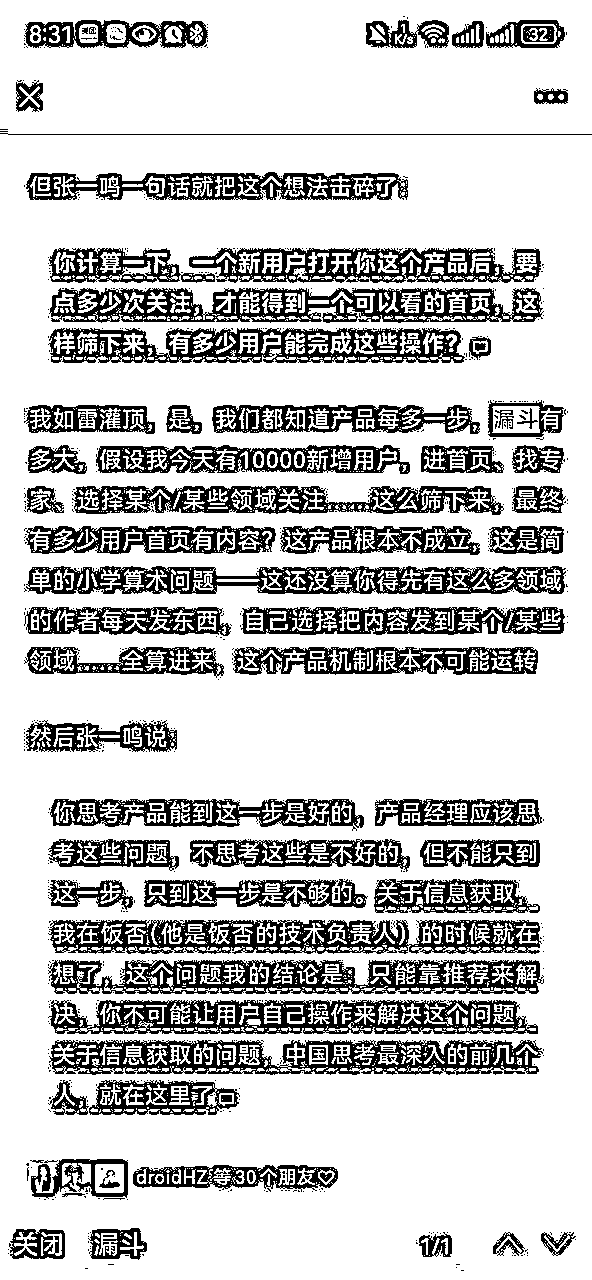 8:31
1 K/s
32
但张一鸣一句话就把这个想法击碎了：
你计算一下，一个新用户打开你这个产品后，要
点多少次关注，才能得到一个可以看的首页，这
样筛下来，有多少用户能完成这些操作？
我如雷灌顶，是，我们都知道产品每多一步，漏斗有
多大，假设我今天有10000新增用户，进首页、找专
家、选择某个/某些领域关注……这么筛下来，最终
有多少用户首页有内容？这产品根本不成立，这是简
单的小学算术问题——这还没算你得先有这么多领域
的作者每天发东西，自己选择把内容发到某个/某些
领域……全算进来，这个产品机制根本不可能运转
然后张一鸣说：
你思考产品能到这一步是好的，产品经理应该思
考这些问题，不思考这些是不好的，但不能只到
这一步，只到这一步是不够的。关于信息获取，
我在饭否（他是饭否的技术负责人）的时候就在
想了，这个问题我的结论是：只能靠推荐来解
决，你不可能让用户自己操作来解决这个问题，
关于信息获取的问题，中国思考最深入的前几个
人，就在这里了
droidHZ 等30个朋友♡
关闭 漏斗 1/1